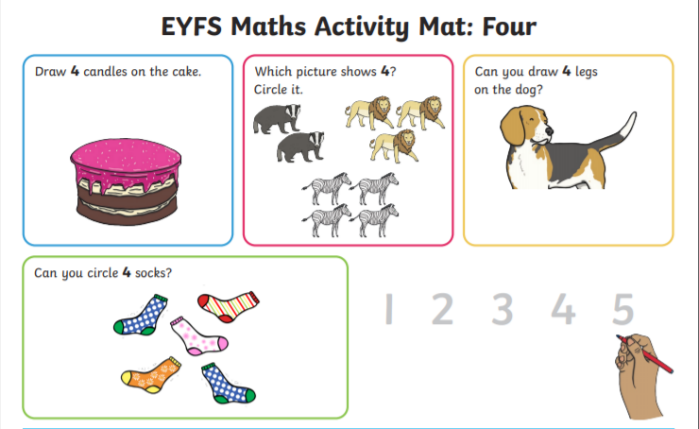 EYFS Maths Activity Mat: Four
Draw 4 candles on the cake.
Which picture shows 4?
Circle it.
Can you draw 4 legs
on the dog?
Can you circle 4 socks?
1 2 3 4 5